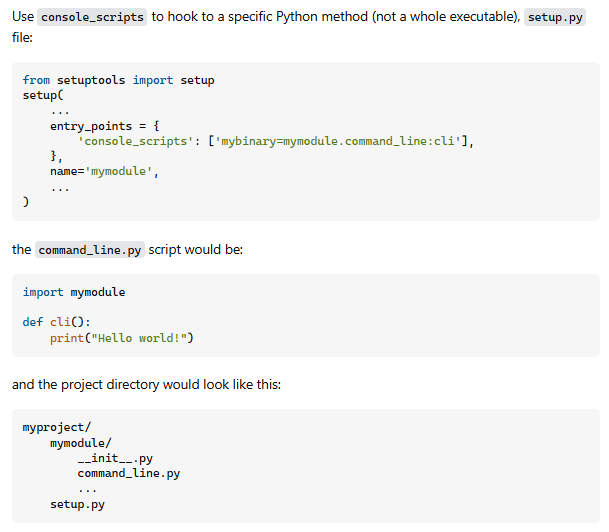 Use console_scripts to hook to a specific Python method (not a whole executable), setup.py
file:
from setuptools import setup
setup(
    ...
    entry_points = {
        'console_scripts': ['mybinary=mymodule.command_line:cli'],
    },
    name='mymodule',
    ...
)
the command_line.py script would be:
import mymodule
def cli():
    print("Hello world!")
and the project directory would look like this:
myproject/
    mymodule/
        __init__.py
        command_line.py
        ...
    setup.py